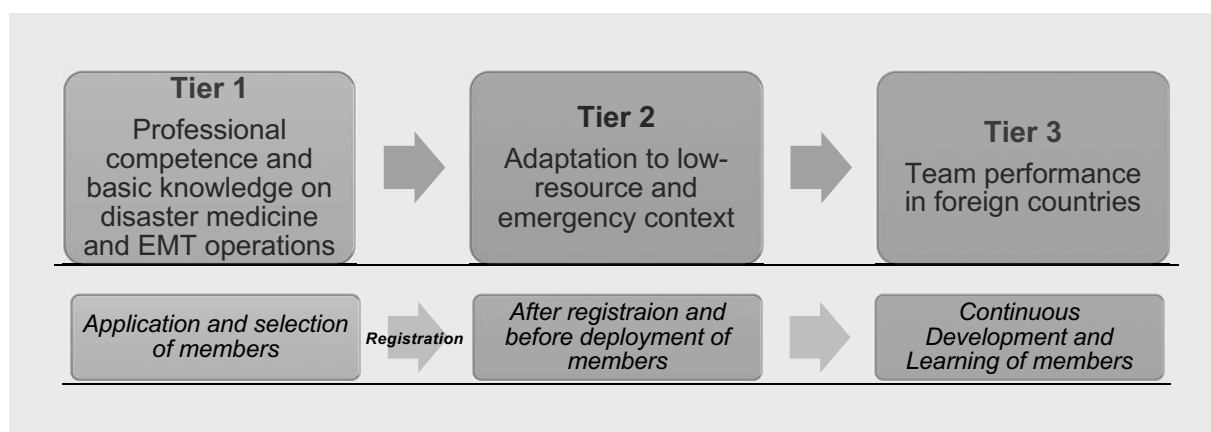 Tier 1
Professional
competence and
basic knowledge on
disaster medicine
and EMT operations
Tier 2
Adaptation to low-
resource and
emergency context
Tier 3
Team performance
in foreign countries
Application and selection
of members
Registration
After registraion and
before deployment of
members
Continuous
Development and
Learning of members